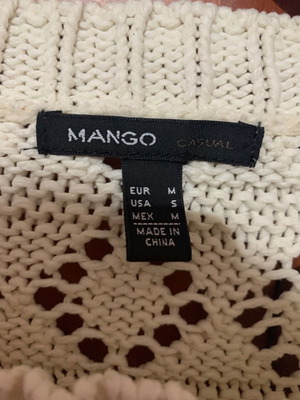 MANGO CASUAL
EUR M
USA S
MEX M
MADE IN
CHINA